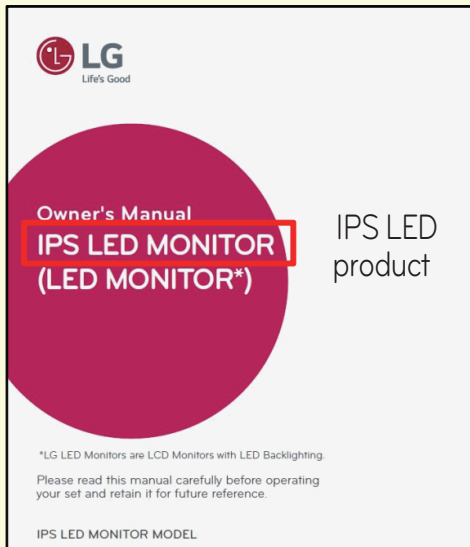 LG
Life's Good
Owner's Manual
IPS LED MONITOR
(LED MONITOR*)
IPS LED
product
*LG LED Monitors are LCD Monitors with LED Backlighting.
Please read this manual carefully before operating
your set and retain it for future reference.
IPS LED MONITOR MODEL